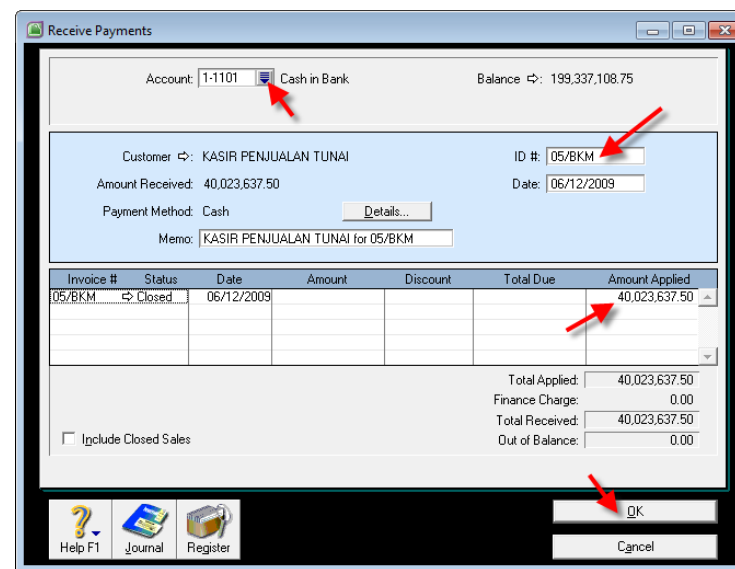 Receive Payments
Account: 1-1101 Cash in Bank Balance ⇨: 199,337,108.75
Customer ⇨: KASIR PENJUALAN TUNAI ID #: 05/BKM
Amount Received: 40,023,637.50 Date: 06/12/2009
Payment Method: Cash Details...
Memo: KASIR PENJUALAN TUNAI for 05/BKM
Invoice # Status Date Amount Discount Total Due Amount Applied
05/BKM ⇨ Closed 06/12/2009 40,023,637.50
Total Applied: 40,023,637.50
Finance Charge: 0.00
Total Received: 40,023,637.50
Include Closed Sales Out of Balance: 0.00
Help F1 Journal Register
OK
Cancel